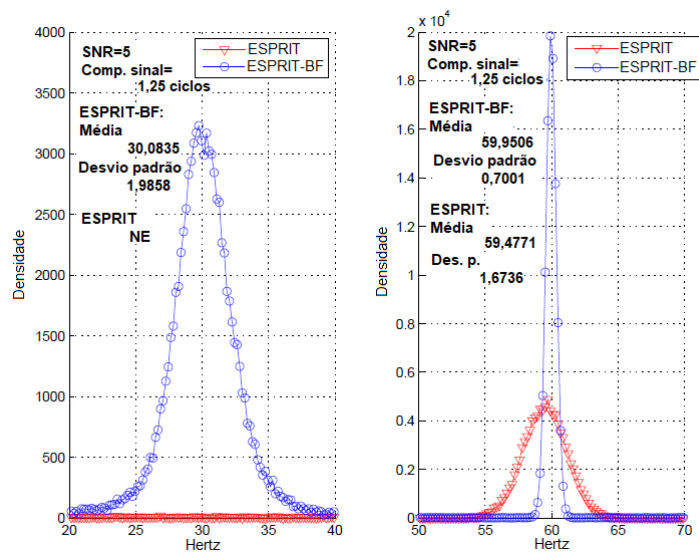 4000
3500
3000
2500
2000
1500
1000
500
0
Densidade
SNR=5
Comp. sinal=
1,25 ciclos
ESPRIT-BF:
Média
30,0835
Desvio padrão
1,9858
ESPRIT
NE
ESPRIT
ESPRIT-BF
20 25 30 35 40
Hertz
x 10^4
2
1.8
1.6
1.4
1.2
1
0.8
0.6
0.4
0.2
0
Densidade
SNR=5
Comp. sinal=
1,25 ciclos
ESPRIT-BF:
Média
59,9506
Desvio padrão
0,7001
ESPRIT:
Média
59,4771
Des. p.
1,6736
ESPRIT
ESPRIT-BF
50 55 60 65 70
Hertz